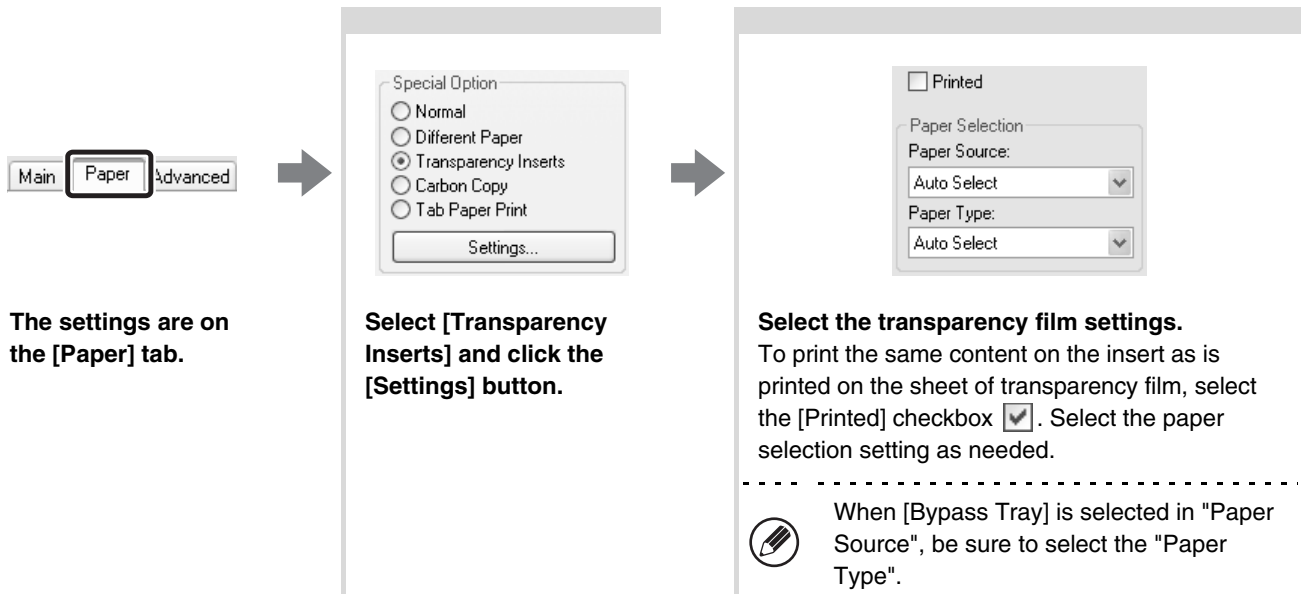 Main Paper Advanced
The settings are on
the [Paper] tab.
Special Option
Normal
Different Paper
Transparency Inserts
Carbon Copy
Tab Paper Print
Settings...
Select [Transparency
Inserts] and click the
[Settings] button.
Printed
Paper Selection
Paper Source:
Auto Select
Paper Type:
Auto Select
Select the transparency film settings.
To print the same content on the insert as is
printed on the sheet of transparency film, select
the [Printed] checkbox . Select the paper
selection setting as needed.
When [Bypass Tray] is selected in "Paper
Source", be sure to select the "Paper
Type".